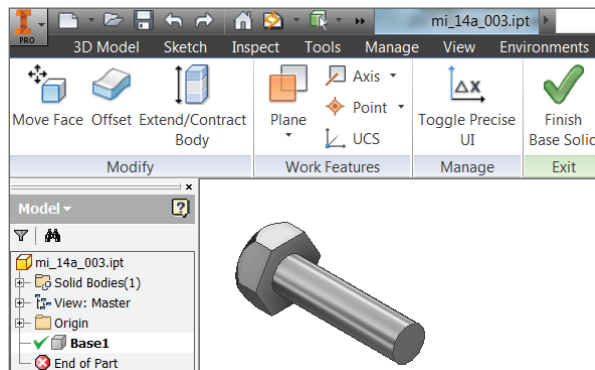 PRO
mi_14a_003.ipt
3D Model Sketch Inspect Tools Manage View Environments
Move Face Offset Extend/Contract Body
Plane
Axis
Point
UCS
Toggle Precise UI
Finish Base Solid
Modify Work Features Manage Exit
Model
mi_14a_003.ipt
Solid Bodies(1)
View: Master
Origin
Base1
End of Part